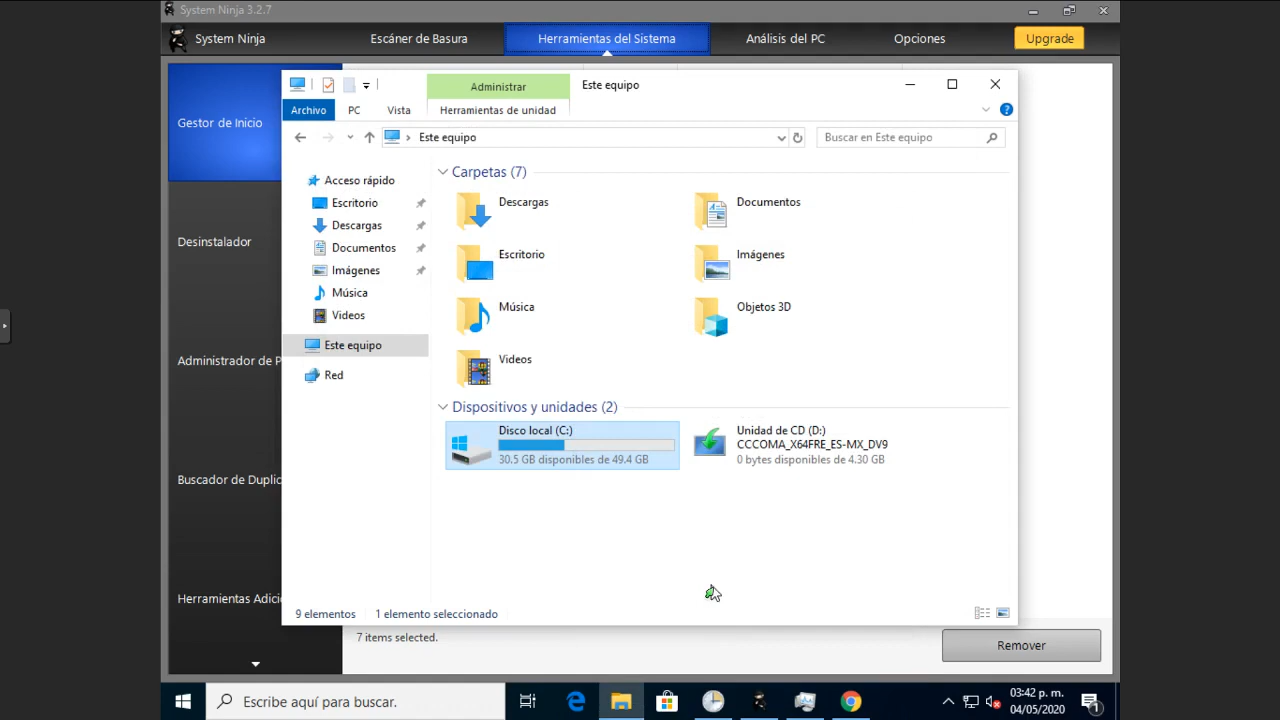 System Ninja 3.2.7
System Ninja
Escáner de Basura
Herramientas del Sistema
Análisis del PC
Opciones
Upgrade
Gestor de Inicio
Desinstalador
Administrador de P
Buscador de Duplic
Herramientas Adici
Administrar
Este equipo
Archivo
PC
Vista
Herramientas de unidad
Este equipo
Buscar en Este equipo
Acceso rápido
Escritorio
Descargas
Documentos
Imágenes
Música
Videos
Este equipo
Red
Carpetas (7)
Descargas
Documentos
Escritorio
Imágenes
Música
Objetos 3D
Videos
Dispositivos y unidades (2)
Disco local (C:)
30.5 GB disponibles de 49.4 GB
Unidad de CD (D:)
CCCOMA_X64FRE_ES-MX_DV9
0 bytes disponibles de 4.30 GB
9 elementos
1 elemento seleccionado
7 items selected.
Remover
Escribe aquí para buscar.
03:42 p. m.
04/05/2020
1